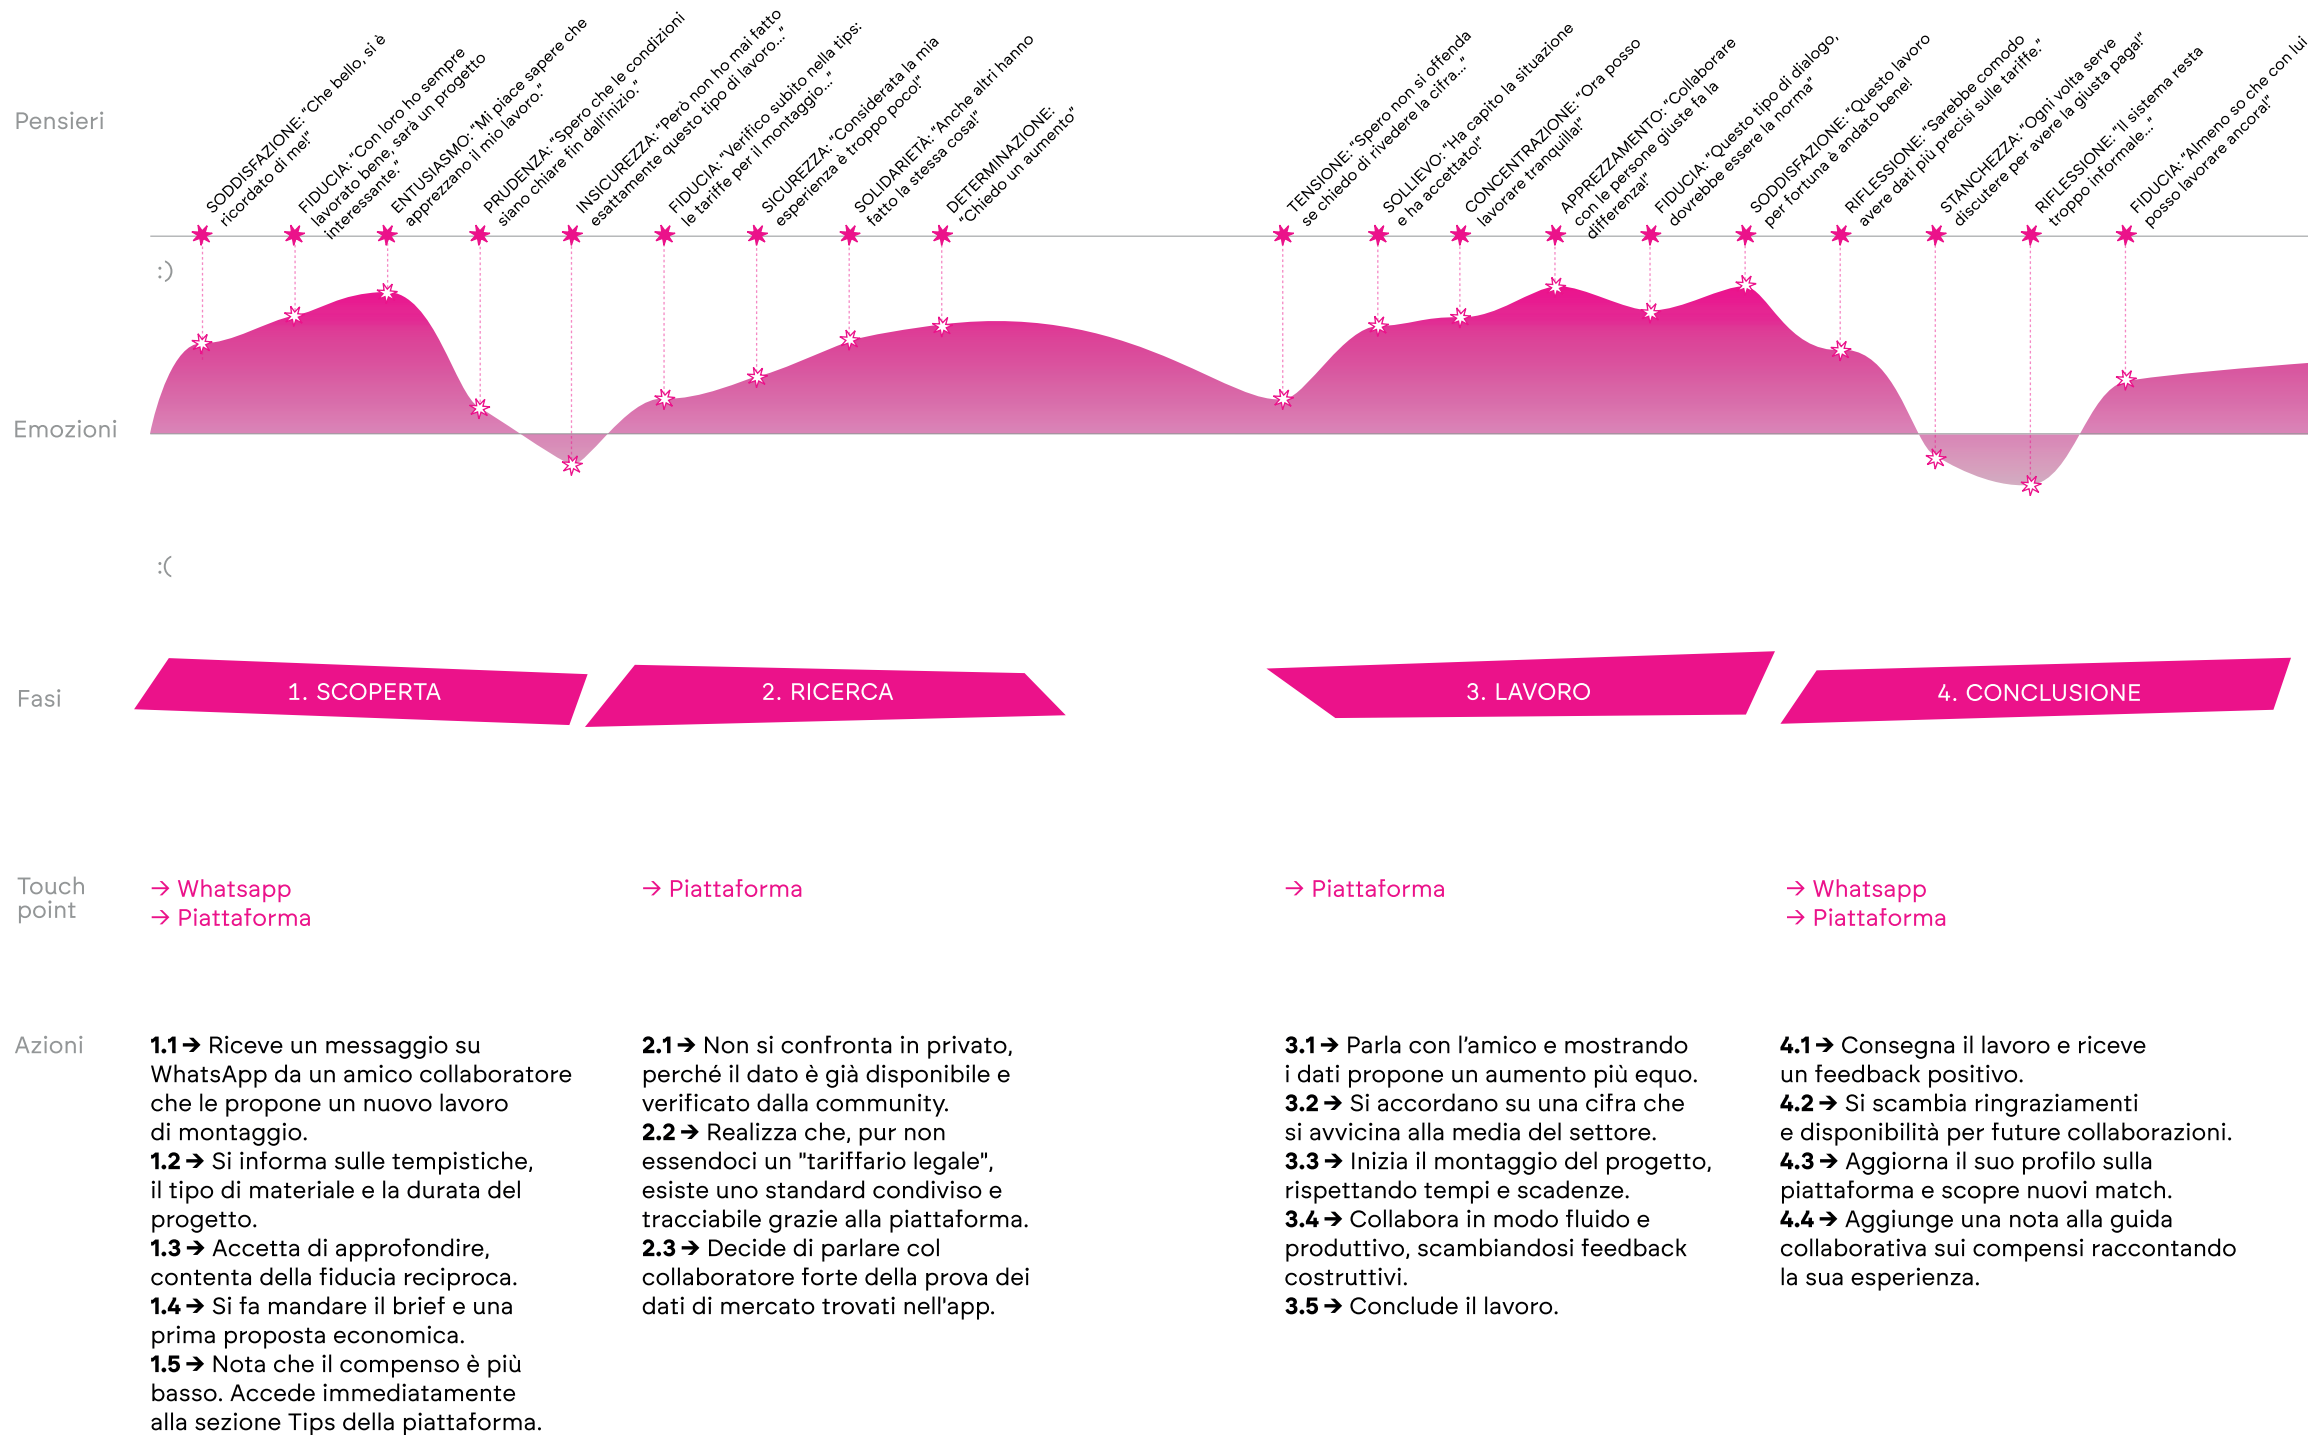 Pensieri
SODDISFAZIONE: “Che bello, si è
ricordato di me!”
FIDUCIA: “Con loro ho sempre
lavorato bene, sarà un progetto
interessante.”
ENTUSIASMO: “Mi piace sapere che
apprezzano il mio lavoro.”
PRUDENZA: “Spero che le condizioni
siano chiare fin dall’inizio.”
INSICUREZZA: “Però non ho mai fatto
esattamente questo tipo di lavoro...”
FIDUCIA: “Verifico subito nella tips:
le tariffe per il montaggio...”
SICUREZZA: “Considerata la mia
esperienza è troppo poco!”
SOLIDARIETÀ: “Anche altri hanno
fatto la stessa cosa!”
DETERMINAZIONE:
“Chiedo un aumento”
TENSIONE: “Spero non si offenda
se chiedo di rivedere la cifra...”
SOLLIEVO: “Ha capito la situazione
e ha accettato!”
CONCENTRAZIONE: “Ora posso
lavorare tranquilla!”
APPREZZAMENTO: “Collaborare
con le persone giuste fa la
differenza!”
FIDUCIA: “Questo tipo di dialogo,
dovrebbe essere la norma”
SODDISFAZIONE: “Questo lavoro
per fortuna è andato bene!
RIFLESSIONE: “Sarebbe comodo
avere dati più precisi sulle tariffe.”
STANCHEZZA: “Ogni volta serve
discutere per avere la giusta paga!”
RIFLESSIONE: “Il sistema resta
troppo informale...”
FIDUCIA: “Almeno so che con lui
posso lavorare ancora!”
:)
Emozioni
:(
Fasi
1. SCOPERTA
2. RICERCA
3. LAVORO
4. CONCLUSIONE
Touch
point
→ Whatsapp
→ Piattaforma
→ Piattaforma
→ Piattaforma
→ Whatsapp
→ Piattaforma
Azioni
1.1→ Riceve un messaggio su
WhatsApp da un amico collaboratore
che le propone un nuovo lavoro
di montaggio.
1.2→ Si informa sulle tempistiche,
il tipo di materiale e la durata del
progetto.
1.3→ Accetta di approfondire,
contenta della fiducia reciproca.
1.4→ Si fa mandare il brief e una
prima proposta economica.
1.5→ Nota che il compenso è più
basso. Accede immediatamente
alla sezione Tips della piattaforma.
2.1→ Non si confronta in privato,
perché il dato è già disponibile e
verificato dalla community.
2.2→ Realizza che, pur non
essendoci un "tariffario legale",
esiste uno standard condiviso e
tracciabile grazie alla piattaforma.
2.3→ Decide di parlare col
collaboratore forte della prova dei
dati di mercato trovati nell'app.
3.1→ Parla con l’amico e mostrando
i dati propone un aumento più equo.
3.2→ Si accordano su una cifra che
si avvicina alla media del settore.
3.3→ Inizia il montaggio del progetto,
rispettando tempi e scadenze.
3.4→ Collabora in modo fluido e
produttivo, scambiandosi feedback
costruttivi.
3.5→ Conclude il lavoro.
4.1→ Consegna il lavoro e riceve
un feedback positivo.
4.2→ Si scambia ringraziamenti
e disponibilità per future collaborazioni.
4.3→ Aggiorna il suo profilo sulla
piattaforma e scopre nuovi match.
4.4→ Aggiunge una nota alla guida
collaborativa sui compensi raccontando
la sua esperienza.